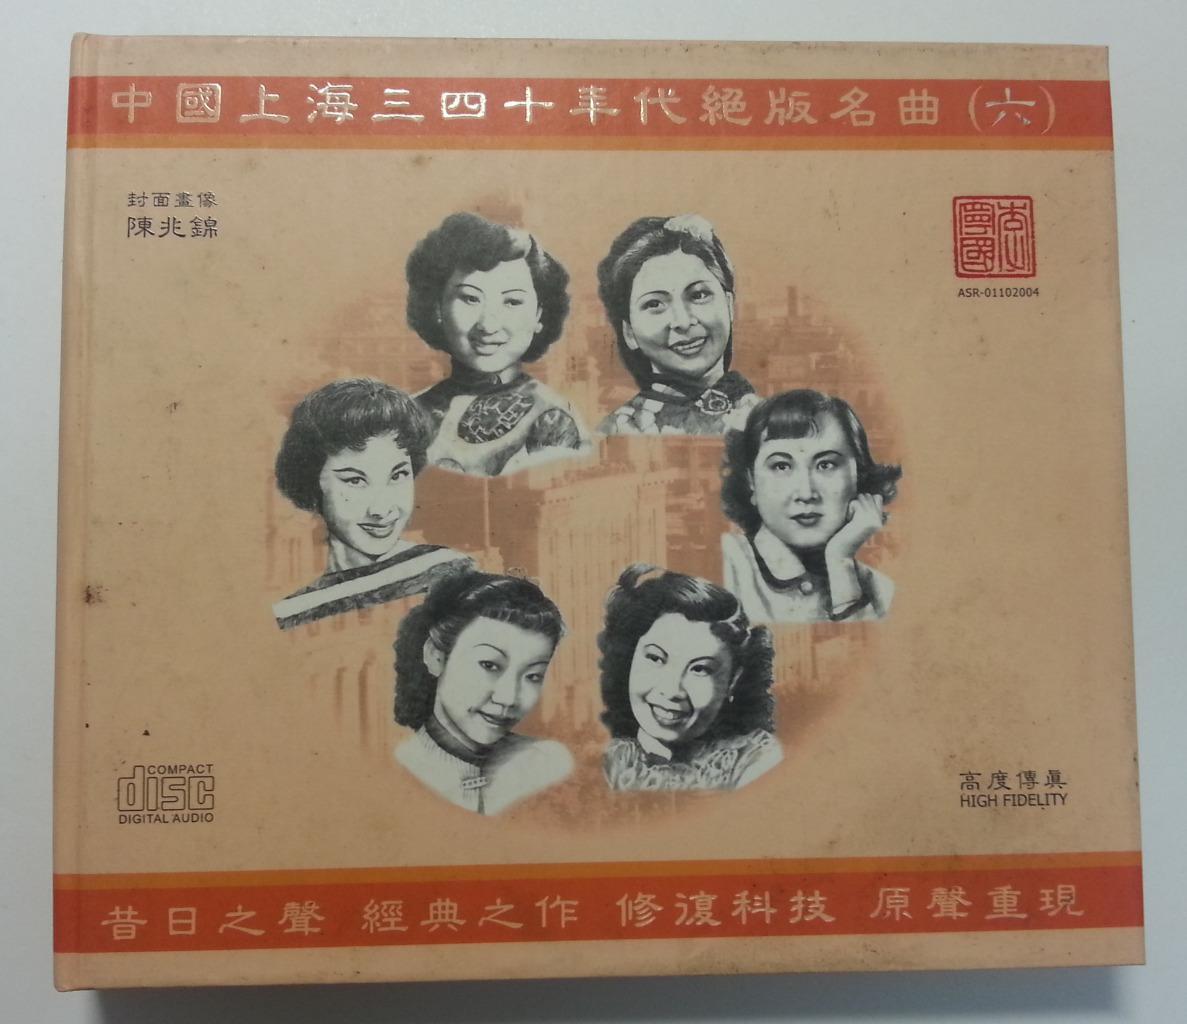 中國上海三四十年代絕版名曲(六)
封面畫像
陳兆錦
ASR-01102004
COMPACT
disc
DIGITAL AUDIO
高度傳真
HIGH FIDELITY
昔日之聲 經典之作 修復科技 原聲重現